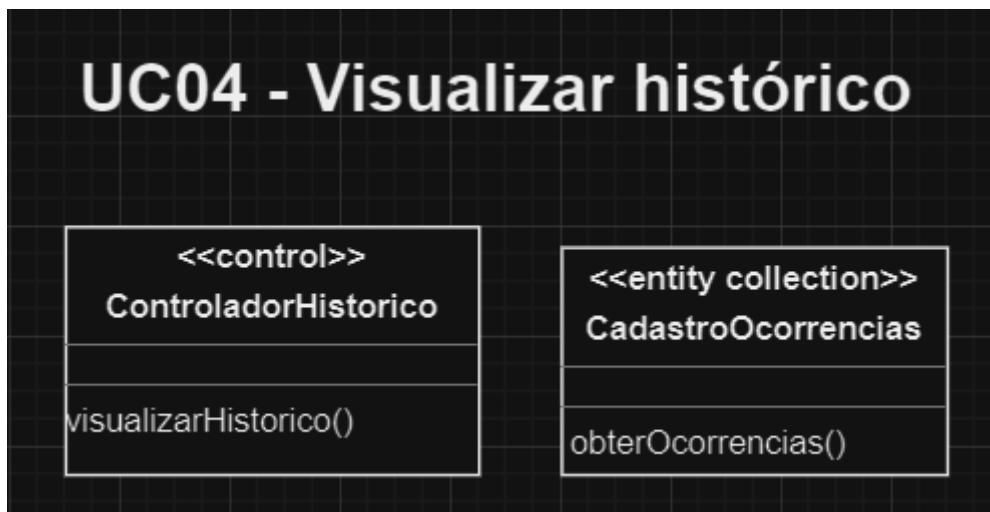 UC04 - Visualizar histórico
<<control>>
ControladorHistorico
visualizarHistorico()
<<entity collection>>
CadastroOcorrencias
obterOcorrencias()